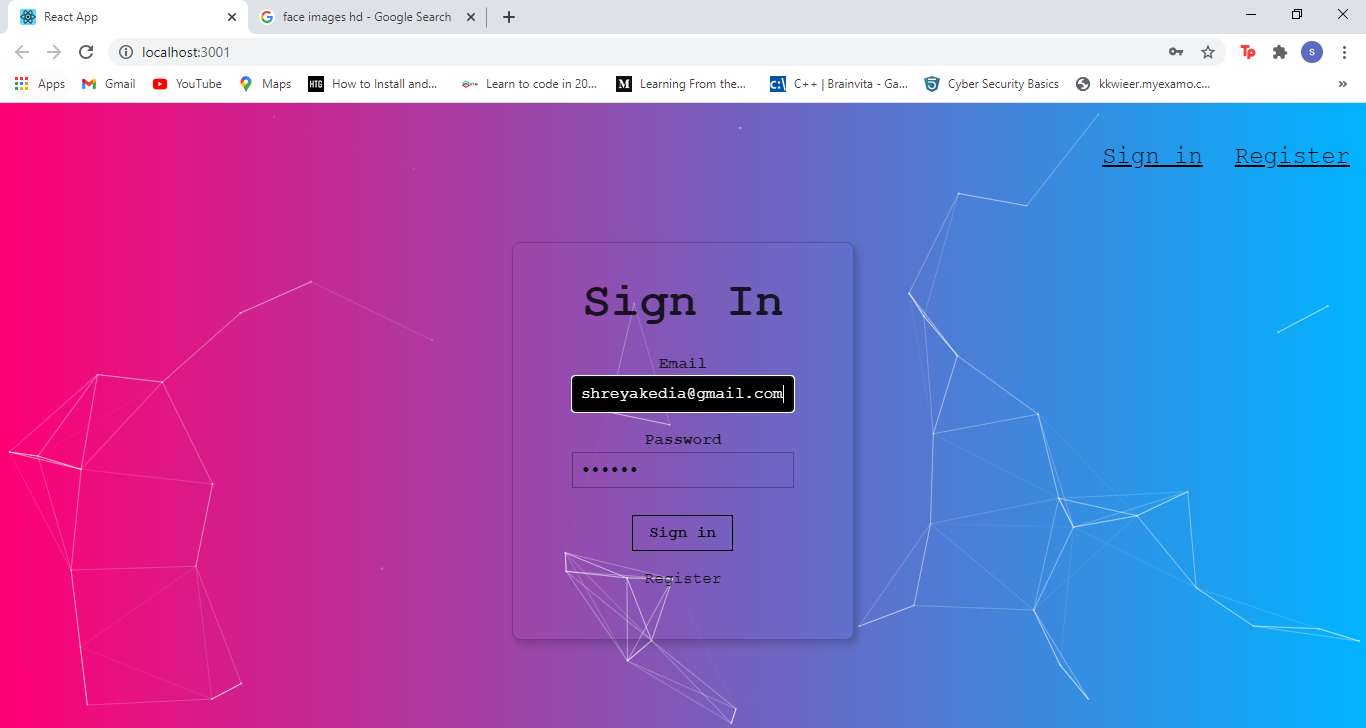 React App
face images hd - Google Search
localhost:3001
Tp
S
Apps
Gmail
YouTube
Maps
HTG
How to Install and...
Learn to code in 20...
M
Learning From the...
C:\
C++ | Brainvita - Ga...
Cyber Security Basics
kkwieer.myexamo.c...
»
Sign in
Register
Sign In
Email
shreyakedia@gmail.com
Password
••••••
Sign in
Register